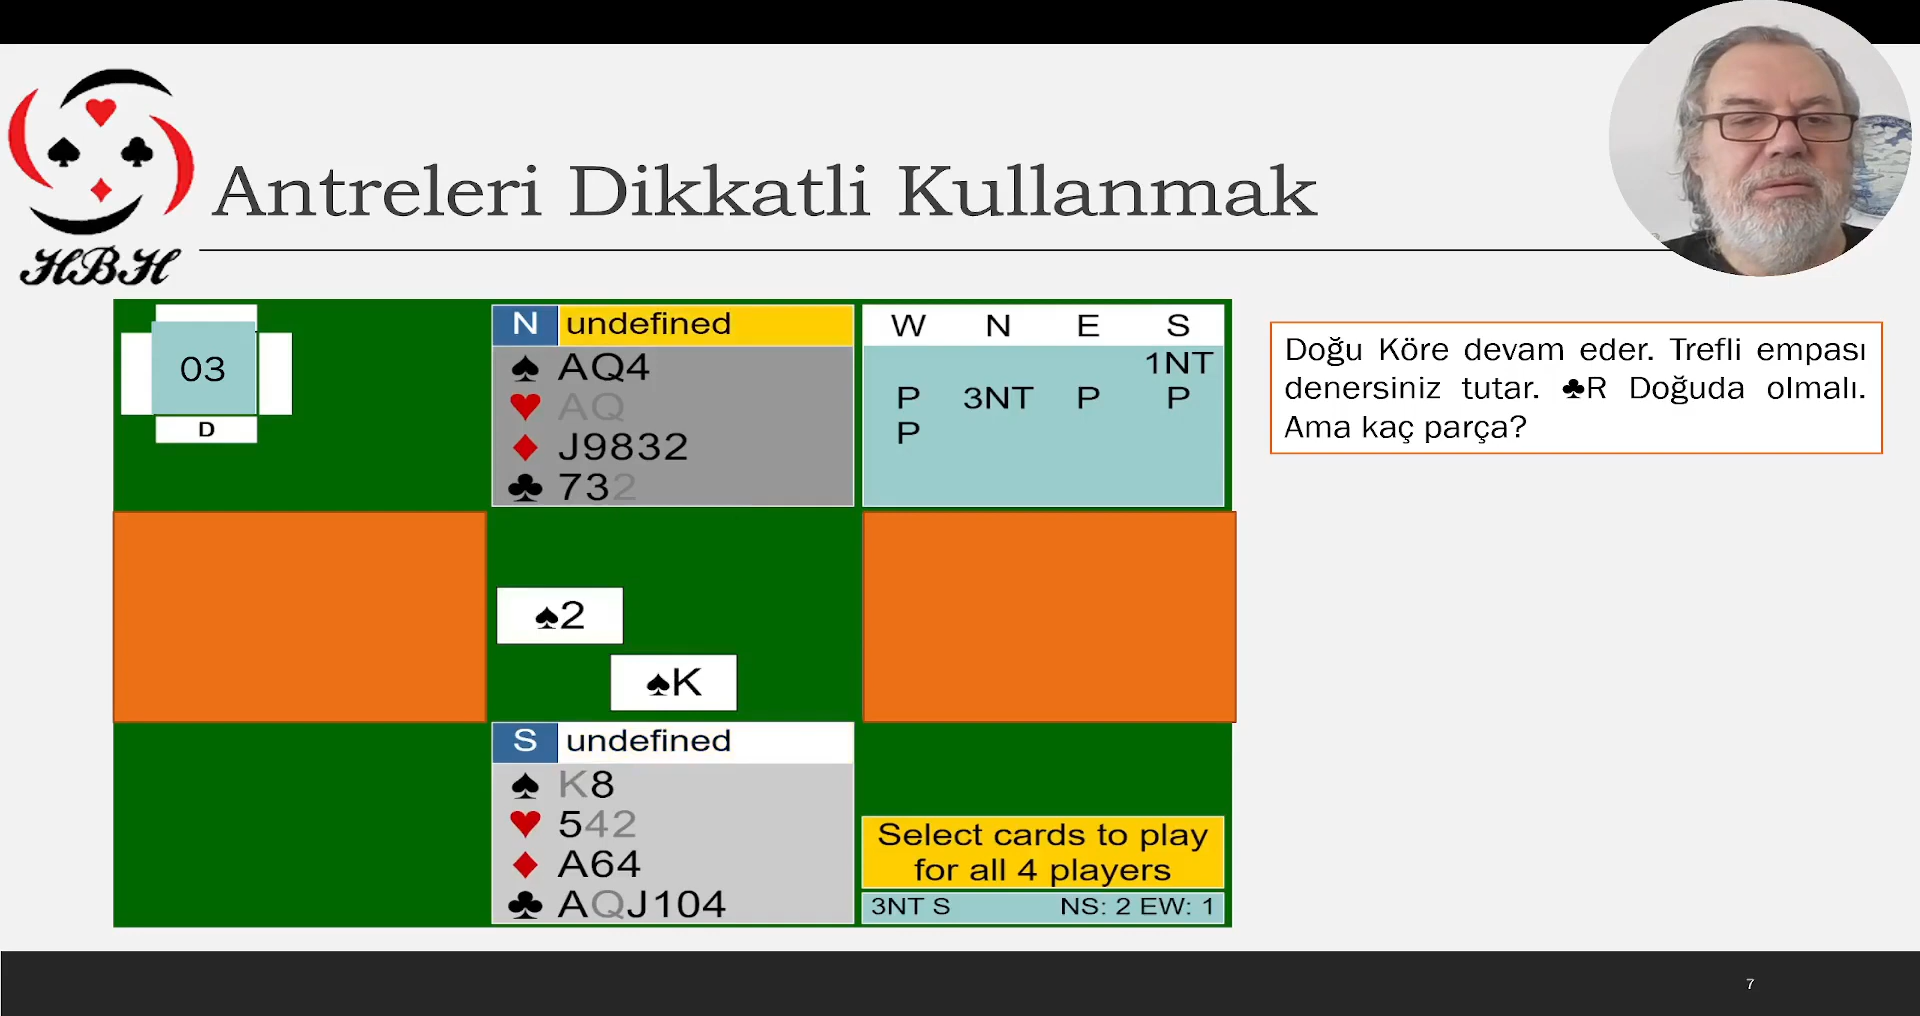 HBH
Antreleri Dikkatli Kullanmak
03
D
N undefined
♠ AQ4
♥ AQ
♦ J9832
♣ 732
W N E S
1NT
P 3NT P P
P
Doğu Köre devam eder. Trefli empası
denersiniz tutar. ♣R Doğuda olmalı.
Ama kaç parça?
♠2
♠K
S undefined
♠ K8
♥ 542
♦ A64
♣ AQJ104
Select cards to play
for all 4 players
3NT S NS: 2 EW: 1
7